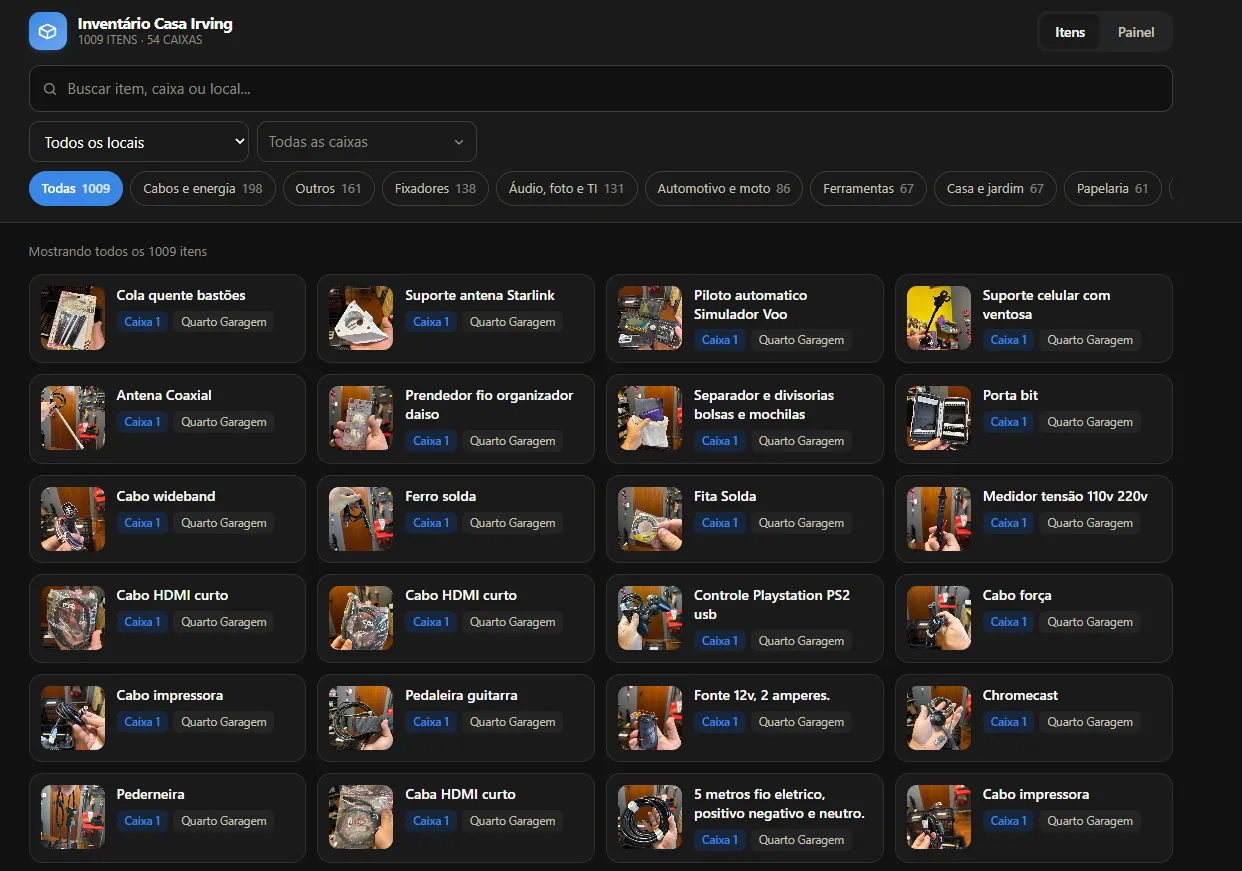 Inventário Casa Irving
1009 ITENS · 54 CAIXAS
Itens
Painel
Buscar item, caixa ou local...
Todos os locais
Todas as caixas
Todas 1009
Cabos e energia 198
Outros 161
Fixadores 138
Áudio, foto e TI 131
Automotivo e moto 86
Ferramentas 67
Casa e jardim 67
Papelaria 61
Mostrando todos os 1009 itens
Cola quente bastões
Caixa 1 Quarto Garagem
Suporte antena Starlink
Caixa 1 Quarto Garagem
Piloto automatico
Simulador Voo
Caixa 1 Quarto Garagem
Suporte celular com
ventosa
Caixa 1 Quarto Garagem
Antena Coaxial
Caixa 1 Quarto Garagem
Prendedor fio organizador
daiso
Caixa 1 Quarto Garagem
Separador e divisorias
bolsas e mochilas
Caixa 1 Quarto Garagem
Porta bit
Caixa 1 Quarto Garagem
Cabo wideband
Caixa 1 Quarto Garagem
Ferro solda
Caixa 1 Quarto Garagem
Fita Solda
Caixa 1 Quarto Garagem
Medidor tensão 110v 220v
Caixa 1 Quarto Garagem
Cabo HDMI curto
Caixa 1 Quarto Garagem
Cabo HDMI curto
Caixa 1 Quarto Garagem
Controle Playstation PS2
usb
Caixa 1 Quarto Garagem
Cabo força
Caixa 1 Quarto Garagem
Cabo impressora
Caixa 1 Quarto Garagem
Pedaleira guitarra
Caixa 1 Quarto Garagem
Fonte 12v, 2 amperes.
Caixa 1 Quarto Garagem
Chromecast
Caixa 1 Quarto Garagem
Pederneira
Caixa 1 Quarto Garagem
Caba HDMI curto
Caixa 1 Quarto Garagem
5 metros fio eletrico,
positivo negativo e neutro.
Caixa 1 Quarto Garagem
Cabo impressora
Caixa 1 Quarto Garagem